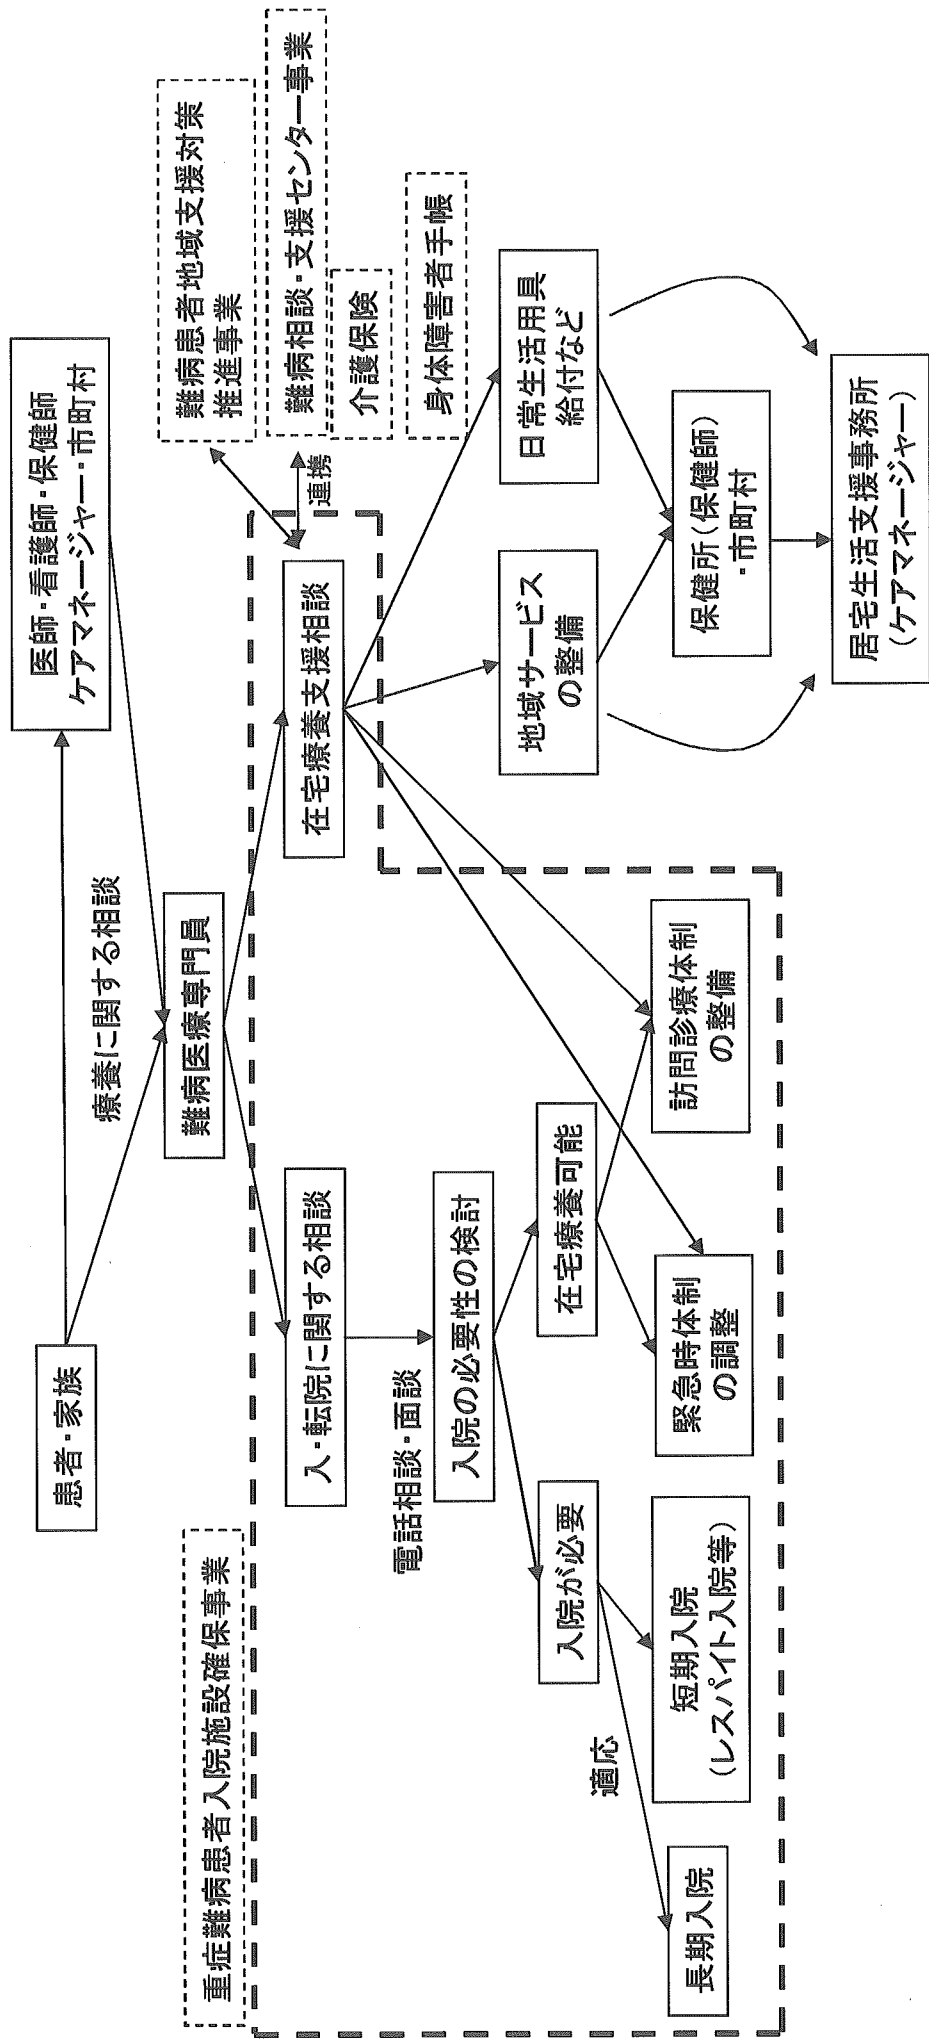 患者・家族
医師・看護師・保健師
ケアマネージャー・市町村
療養に関する相談
難病医療専門員
重症難病患者入院施設確保事業
難病患者地域支援対策
推進事業
難病相談・支援センター事業
介護保険
身体障害者手帳
連携
入・転院に関する相談
在宅療養支援相談
電話相談・面談
入院の必要性の検討
入院が必要
在宅療養可能
適応
長期入院
短期入院
(レスパイト入院等)
緊急時体制
の調整
訪問診療体制
の整備
地域サービス
の整備
日常生活用具
給付など
保健所(保健師)
・市町村
居宅生活支援事務所
(ケアマネージャー)